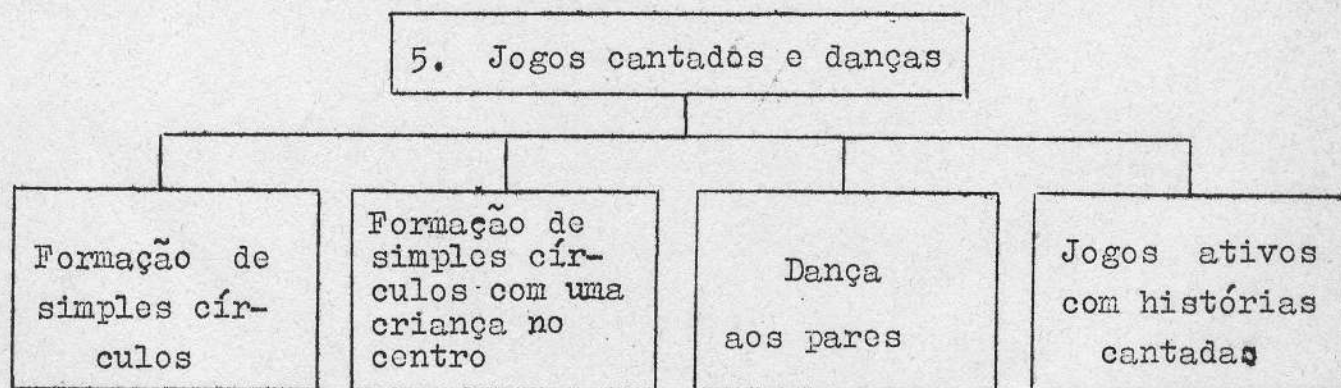 5. Jogos cantados e danças
Formação de
simples cír-
culos
Formação de
simples cír-
culos com uma
criança no
centro
Dança
aos pares
Jogos ativos
com histórias
cantadas